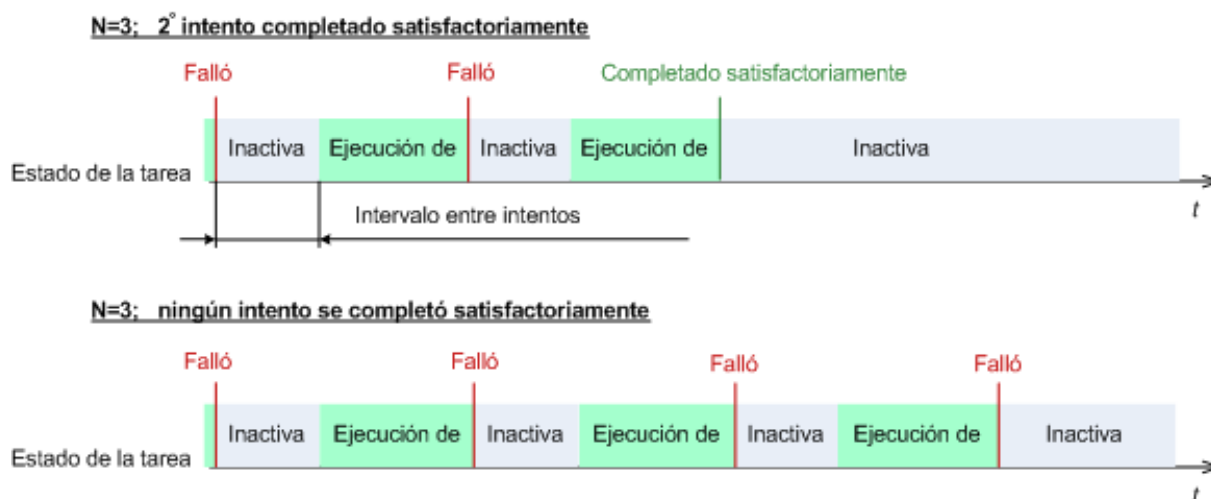 N=3; 2° intento completado satisfactoriamente
Falló Falló Completado satisfactoriamente
Inactiva Ejecución de Inactiva Ejecución de Inactiva
Estado de la tarea
t
Intervalo entre intentos
N=3; ningún intento se completó satisfactoriamente
Falló Falló Falló Falló
Inactiva Ejecución de Inactiva Ejecución de Inactiva Ejecución de Inactiva
Estado de la tarea
t